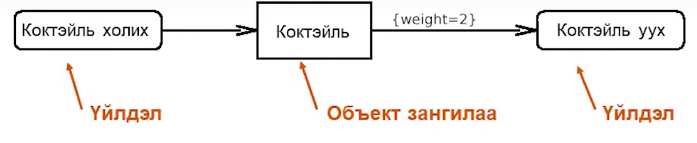 Коктэйль холих
Коктэйль
{weight=2}
Коктэйль уух
Үйлдэл
Объект зангилаа
Үйлдэл